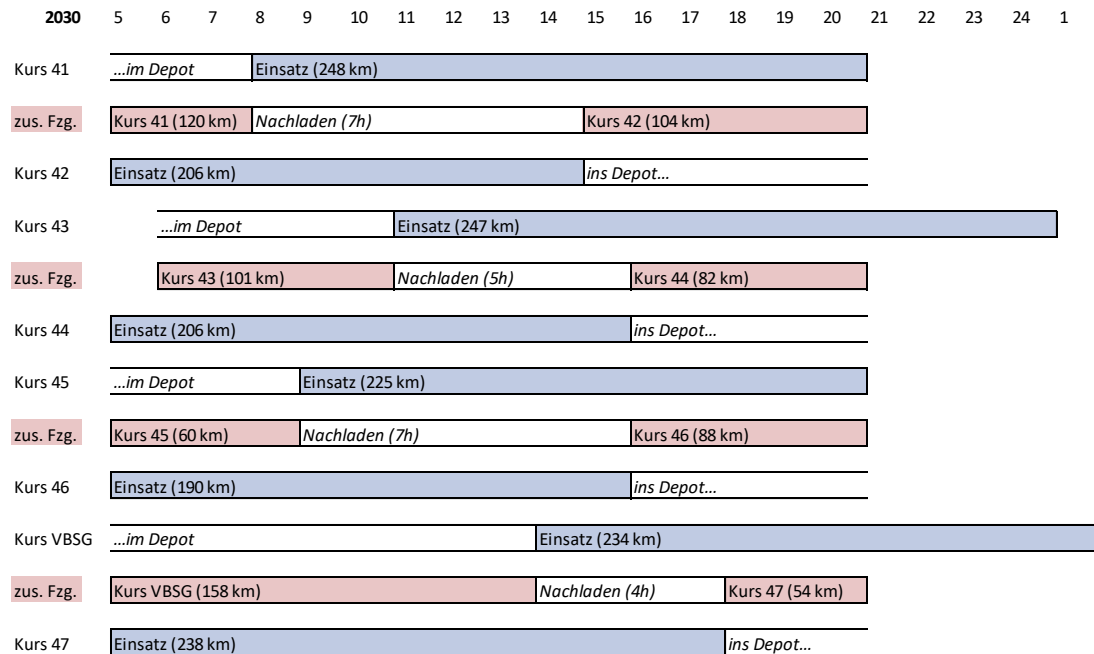 2030 5 6 7 8 9 10 11 12 13 14 15 16 17 18 19 20 21 22 23 24 1
Kurs 41 ...im Depot Einsatz (248 km)
zus. Fzg. Kurs 41 (120 km) Nachladen (7h) Kurs 42 (104 km)
Kurs 42 Einsatz (206 km) ins Depot...
Kurs 43 ...im Depot Einsatz (247 km)
zus. Fzg. Kurs 43 (101 km) Nachladen (5h) Kurs 44 (82 km)
Kurs 44 Einsatz (206 km) ins Depot...
Kurs 45 ...im Depot Einsatz (225 km)
zus. Fzg. Kurs 45 (60 km) Nachladen (7h) Kurs 46 (88 km)
Kurs 46 Einsatz (190 km) ins Depot...
Kurs VBSG ...im Depot Einsatz (234 km)
zus. Fzg. Kurs VBSG (158 km) Nachladen (4h) Kurs 47 (54 km)
Kurs 47 Einsatz (238 km) ins Depot...